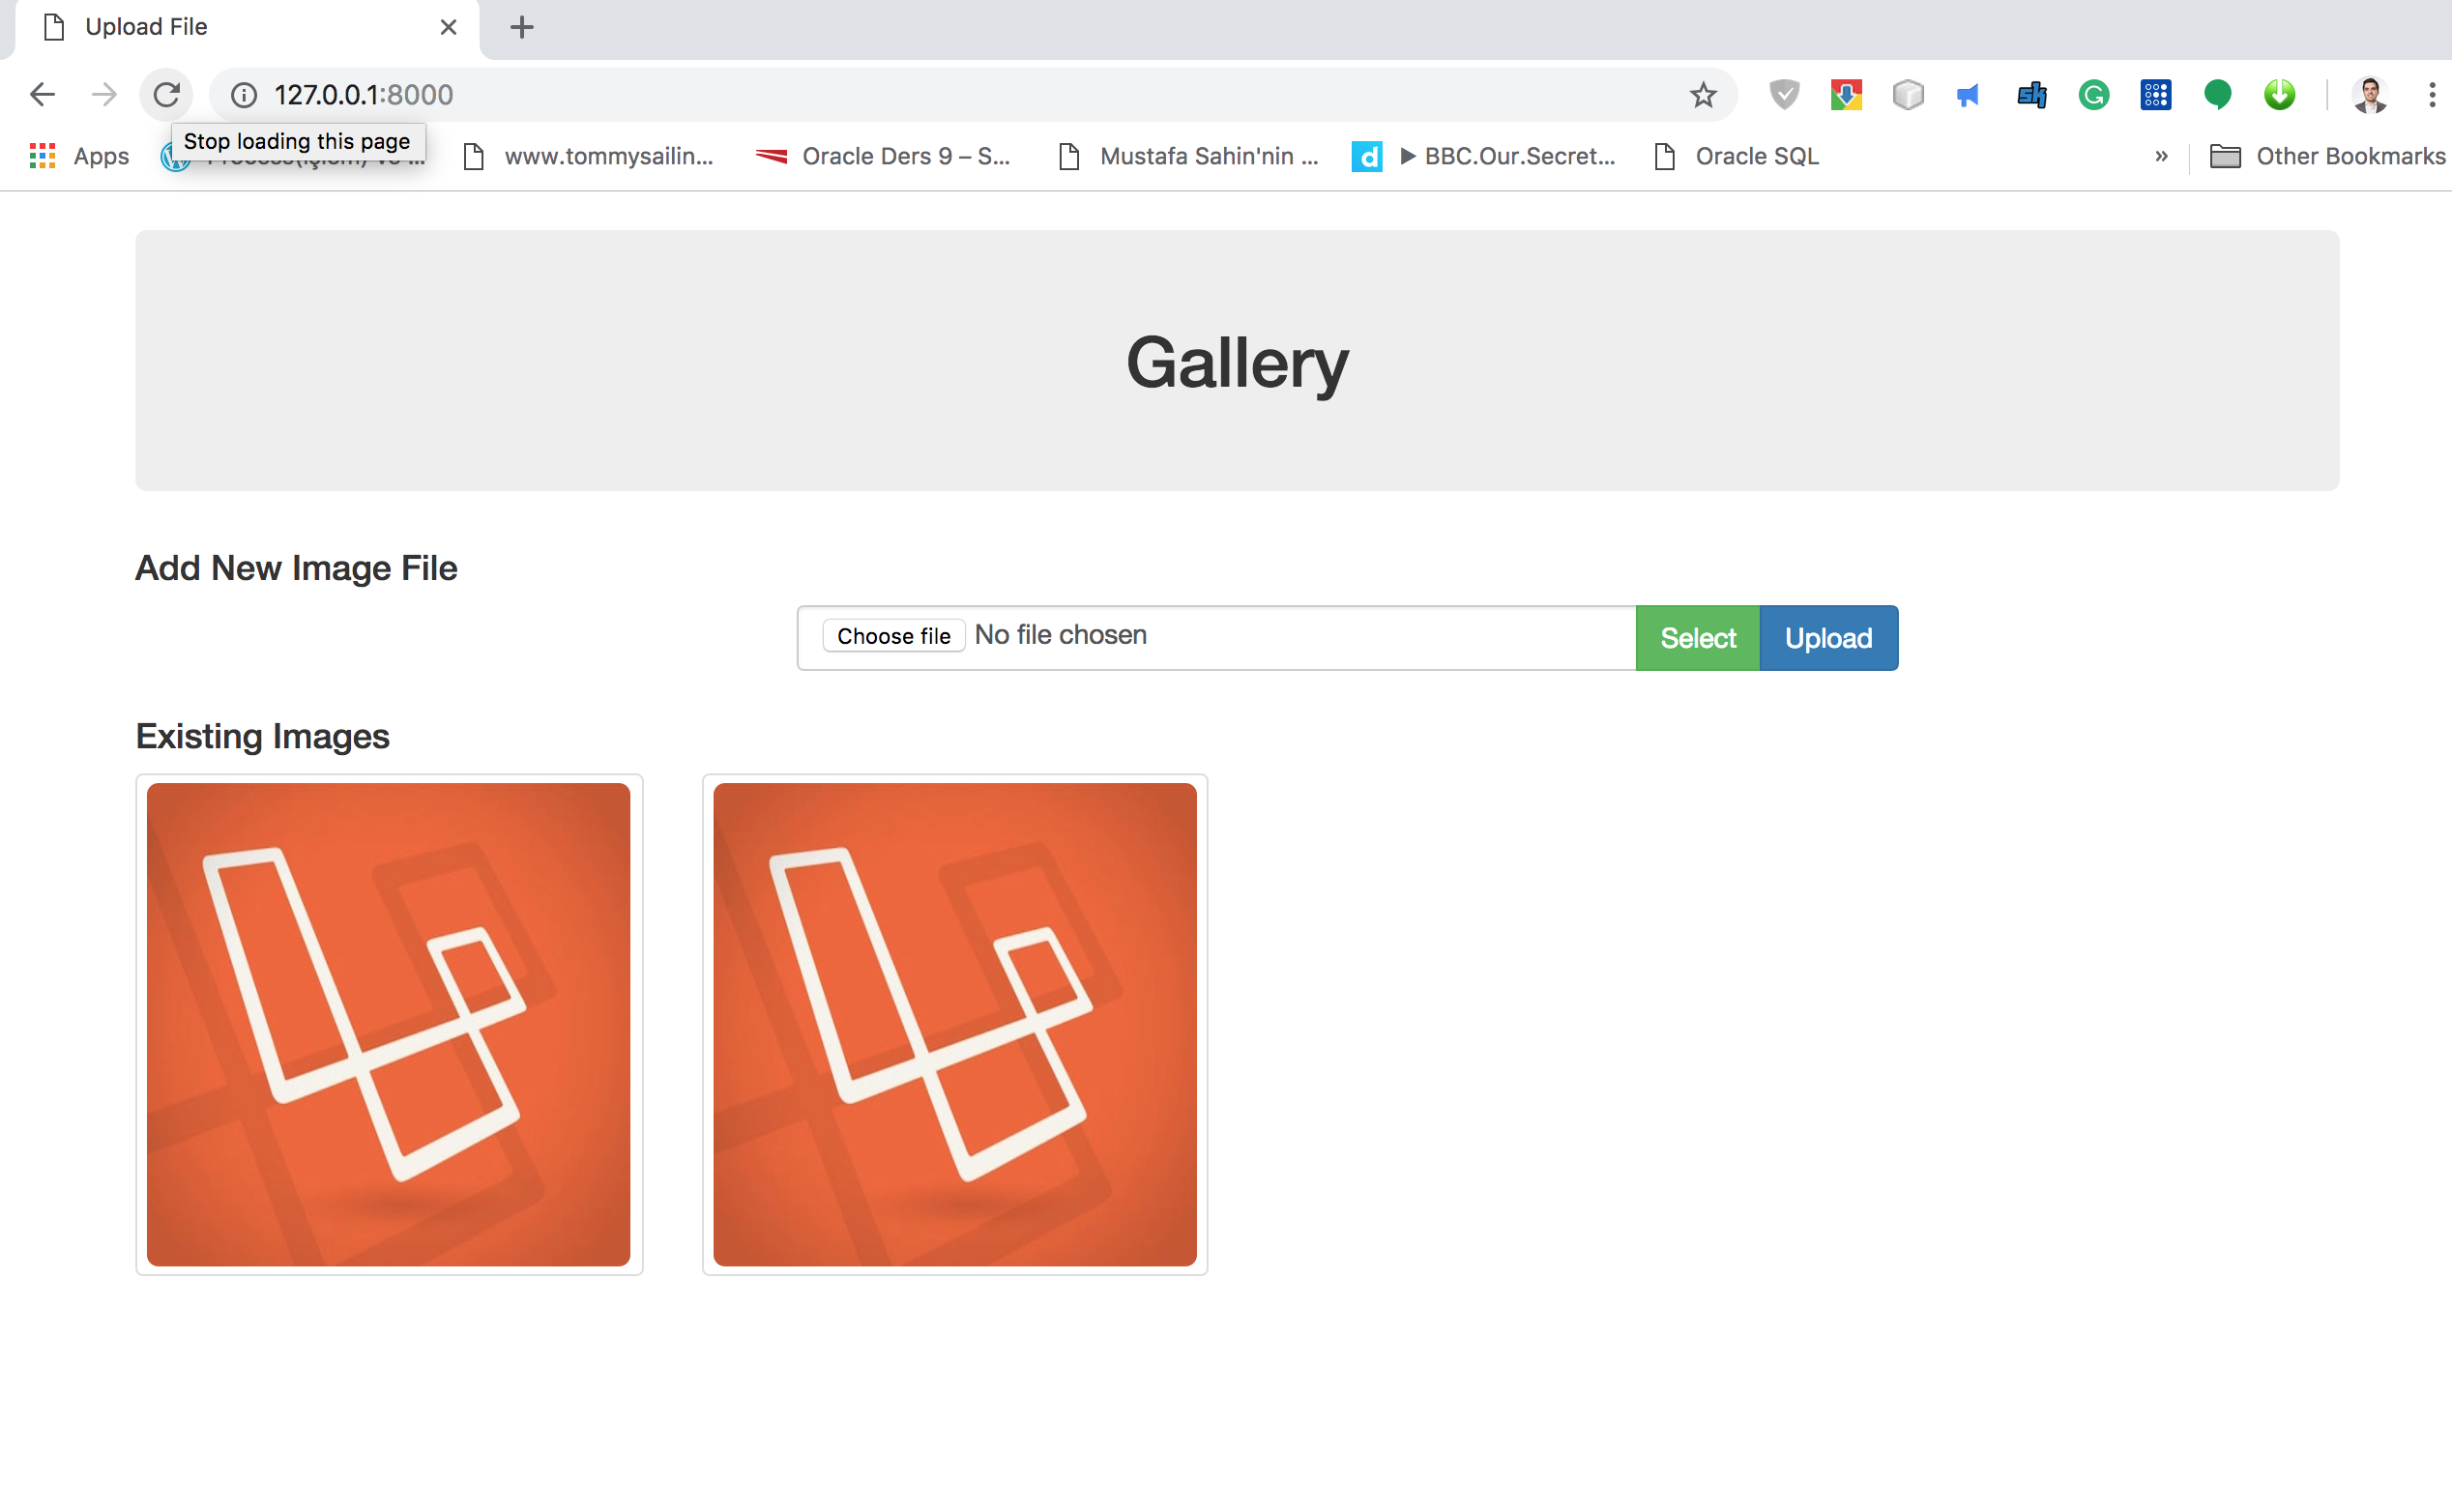 Upload File
127.0.0.1:8000
Stop loading this page
Apps
www.tommysailin...
Oracle Ders 9 – S...
Mustafa Sahin'nin ...
BBC.Our.Secret...
Oracle SQL
»
Other Bookmarks
Gallery
Add New Image File
Choose file No file chosen
Select
Upload
Existing Images